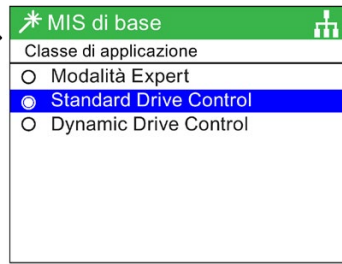 MIS di base
Classe di applicazione
Modalità Expert
Standard Drive Control
Dynamic Drive Control